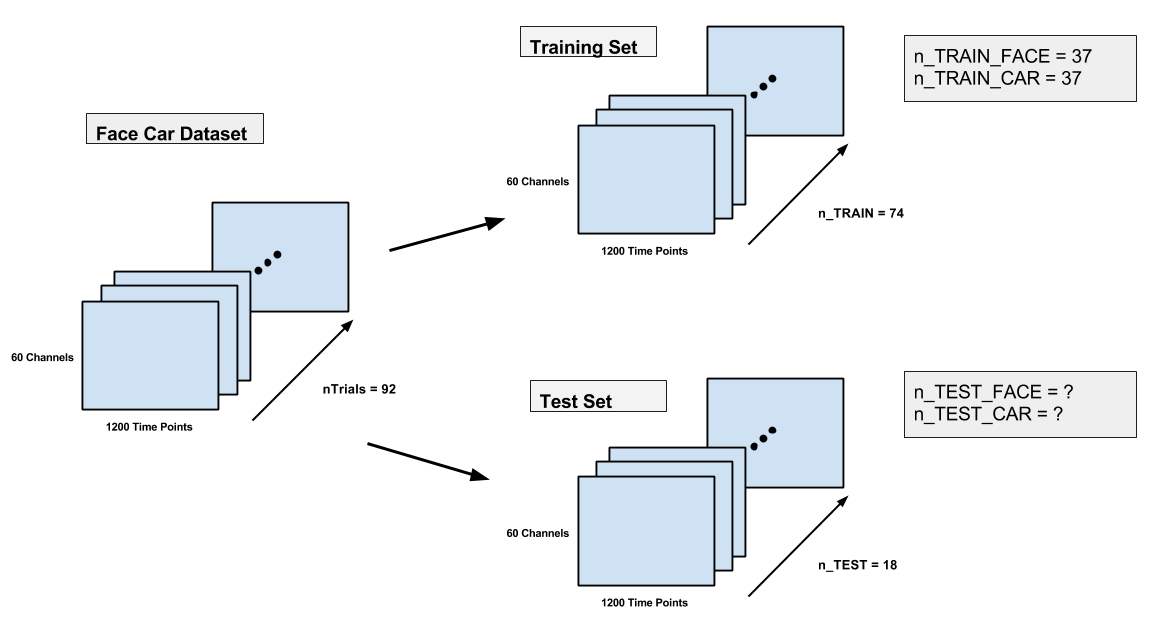 Face Car Dataset
60 Channels
1200 Time Points
nTrials = 92
Training Set
60 Channels
1200 Time Points
n_TRAIN = 74
n_TRAIN_FACE = 37
n_TRAIN_CAR = 37
Test Set
60 Channels
1200 Time Points
n_TEST = 18
n_TEST_FACE = ?
n_TEST_CAR = ?